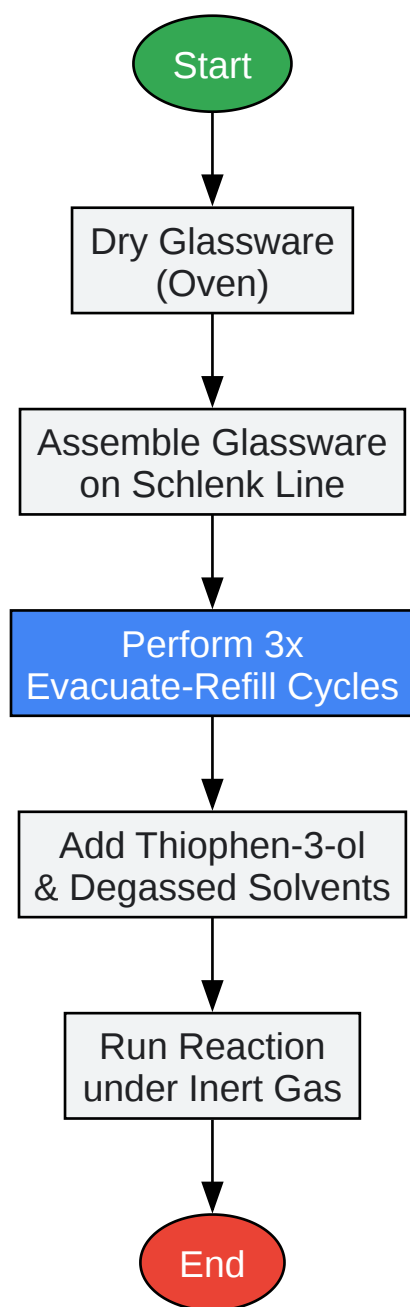 Start
Dry Glassware
(Oven)
Assemble Glassware
on Schlenk Line
Perform 3x
Evacuate-Refill Cycles
Add Thiophen-3-ol
& Degassed Solvents
Run Reaction
under Inert Gas
End